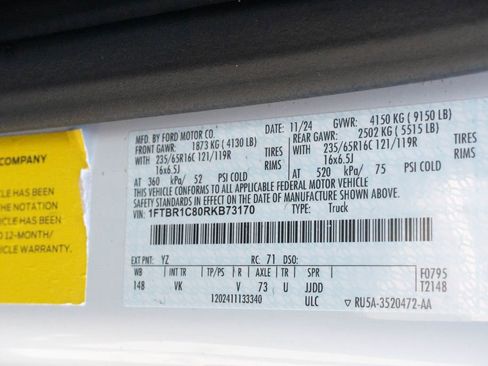 MFD. BY FORD MOTOR CO.
DATE: 11/24 GVWR: 4150 KG ( 9150 LB)
FRONT GAWR: 1873 KG ( 4130 LB) REAR GAWR: 2502 KG ( 5515 LB)
WITH 235/65R16C 121/119R TIRES WITH 235/65R16C 121/119R TIRES
16x6.5J RIMS 16x6.5J RIMS
AT 360 kPa/ 52 PSI COLD AT 520 kPa/ 75 PSI COLD
THIS VEHICLE CONFORMS TO ALL APPLICABLE FEDERAL MOTOR VEHICLE
SAFETY STANDARDS IN EFFECT ON THE DATE OF MANUFACTURE SHOWN ABOVE.
VIN: 1FTBR1C80RKB73170 TYPE: Truck
EXT PNT: YZ RC: 71 DSO:
WB INT TR TP/PS R AXLE TR SPR F0795
148 VK V 73 U JJDD T2148
1202411133340 ULC ▽ RU5A-3520472-AA
COMPANY
HAS BEEN
OF THE
VEHICLE HAS BEEN
12-MONTH/
VEHICLE WARRANTY.